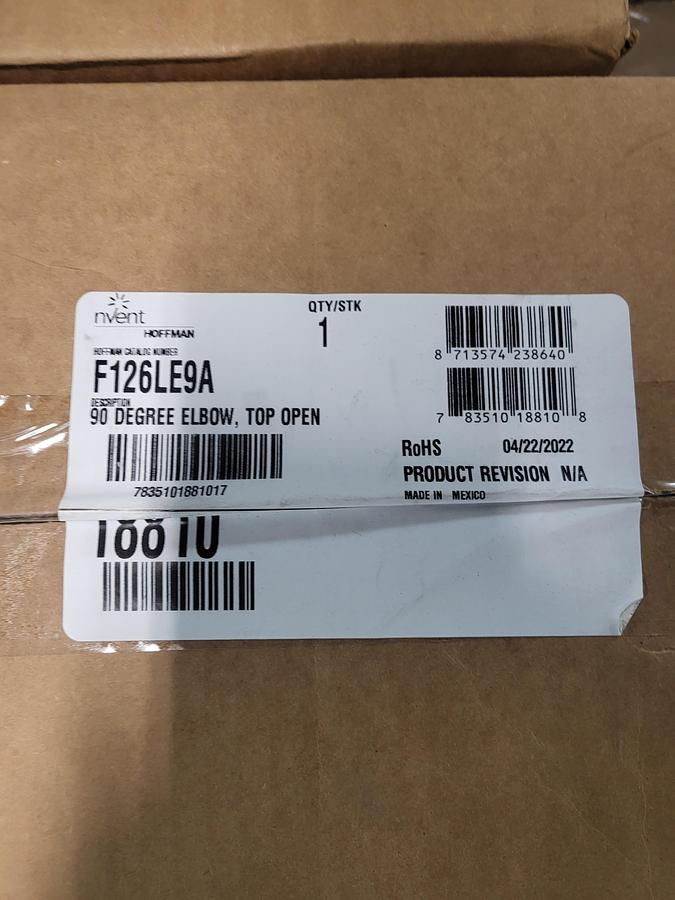 nvent
HOFFMAN
QTY/STK
1
HOFFMAN CATALOG NUMBER
F126LE9A
DESCRIPTION
90 DEGREE ELBOW, TOP OPEN
7835101881017
8 713574 238640
7 83510 18810 8
RoHS 04/22/2022
PRODUCT REVISION N/A
MADE IN MEXICO
18810